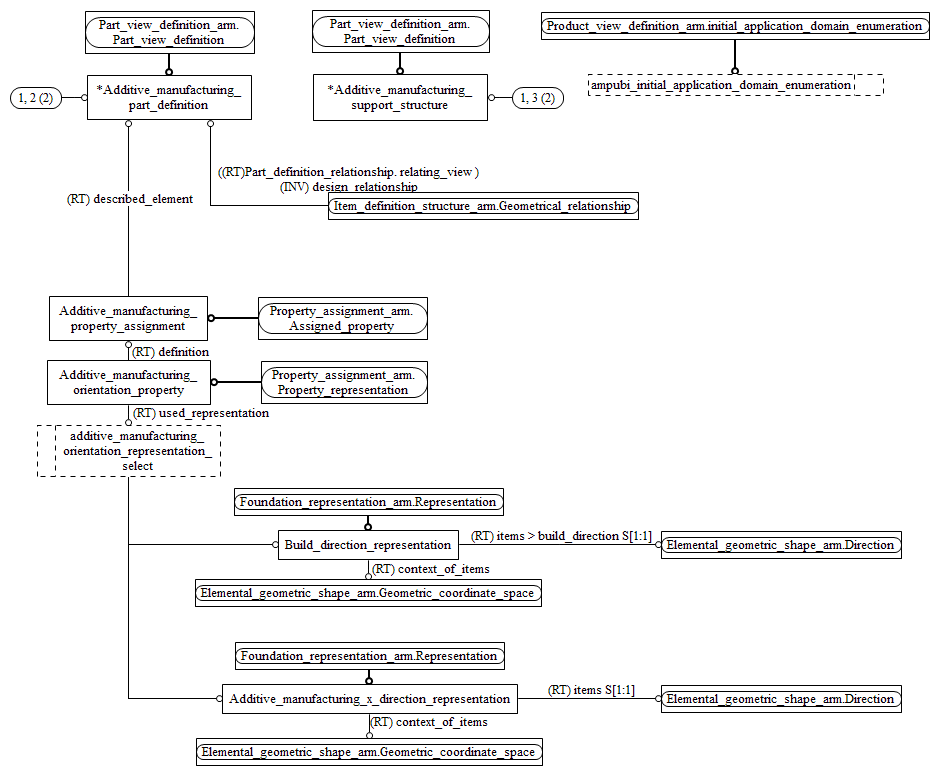 Part_view_definition_arm.
Part_view_definition
Part_view_definition_arm.
Part_view_definition
Product_view_definition_arm.initial_application_domain_enumeration
1, 2 (2)
*Additive_manufacturing_
part_definition
*Additive_manufacturing_
support_structure
1, 3 (2)
ampubi_initial_application_domain_enumeration
((RT)Part_definition_relationship. relating_view )
(INV) design_relationship
(RT) described_element
Item_definition_structure_arm.Geometrical_relationship
Additive_manufacturing_
property_assignment
Property_assignment_arm.
Assigned_property
(RT) definition
Additive_manufacturing_
orientation_property
Property_assignment_arm.
Property_representation
(RT) used_representation
additive_manufacturing_
orientation_representation_
select
Foundation_representation_arm.Representation
Build_direction_representation
(RT) items > build_direction S[1:1]
Elemental_geometric_shape_arm.Direction
(RT) context_of_items
Elemental_geometric_shape_arm.Geometric_coordinate_space
Foundation_representation_arm.Representation
Additive_manufacturing_x_direction_representation
(RT) items S[1:1]
Elemental_geometric_shape_arm.Direction
(RT) context_of_items
Elemental_geometric_shape_arm.Geometric_coordinate_space